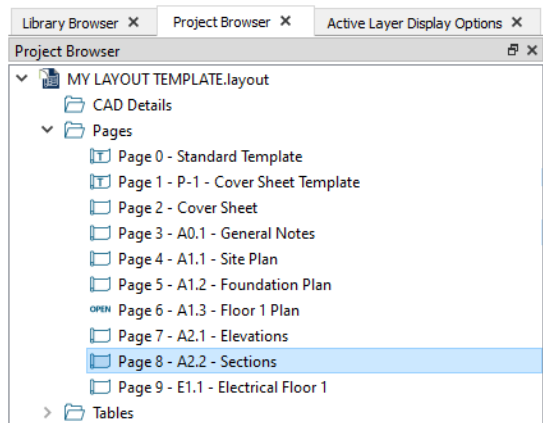 Library Browser Project Browser Active Layer Display Options
Project Browser
MY LAYOUT TEMPLATE.layout
CAD Details
Pages
Page 0 - Standard Template
Page 1 - P-1 - Cover Sheet Template
Page 2 - Cover Sheet
Page 3 - A0.1 - General Notes
Page 4 - A1.1 - Site Plan
Page 5 - A1.2 - Foundation Plan
OPEN Page 6 - A1.3 - Floor 1 Plan
Page 7 - A2.1 - Elevations
Page 8 - A2.2 - Sections
Page 9 - E1.1 - Electrical Floor 1
Tables